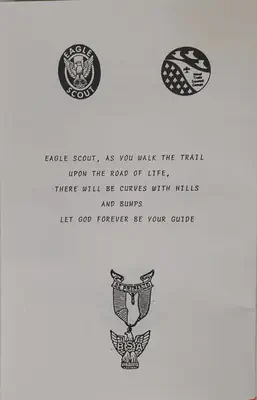 EAGLE SCOUT
EAGLE SCOUT, AS YOU WALK THE TRAIL
UPON THE ROAD OF LIFE,
THERE WILL BE CURVES WITH HILLS
AND BUMPS
LET GOD FOREVER BE YOUR GUIDE
BE PREPARED
BSA